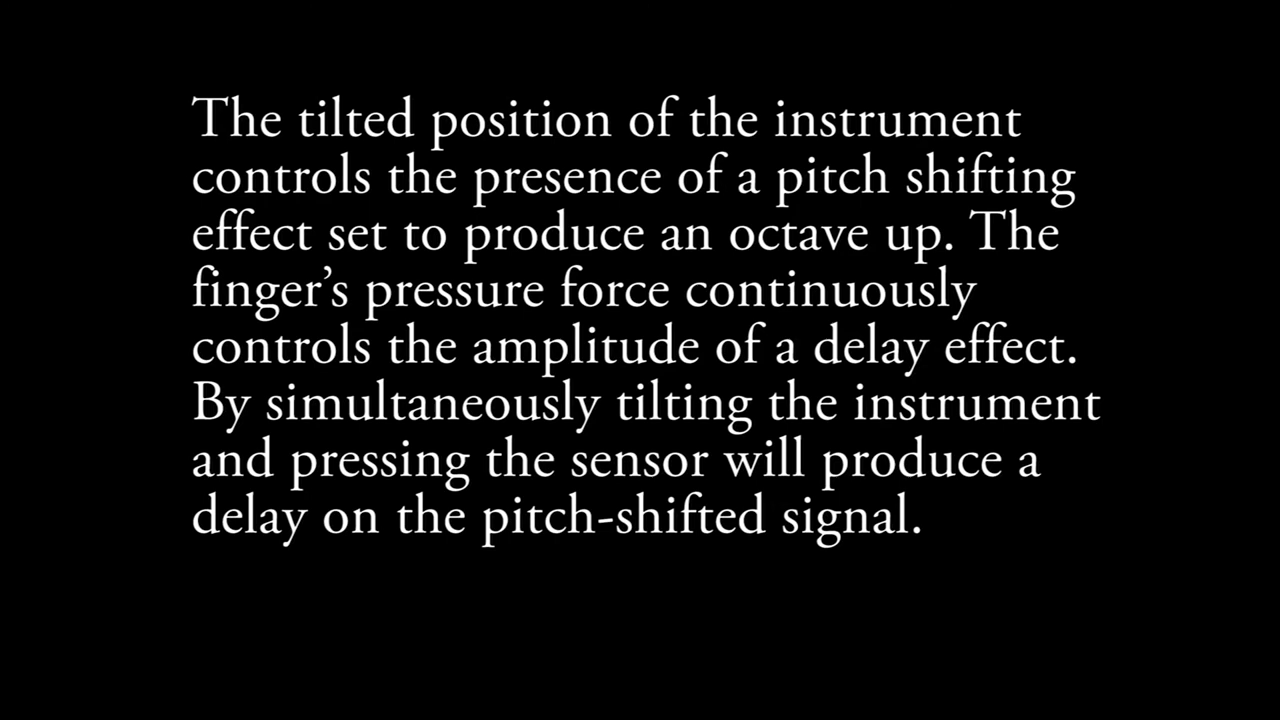 The tilted position of the instrument
controls the presence of a pitch shifting
effect set to produce an octave up. The
finger’s pressure force continuously
controls the amplitude of a delay effect.
By simultaneously tilting the instrument
and pressing the sensor will produce a
delay on the pitch-shifted signal.